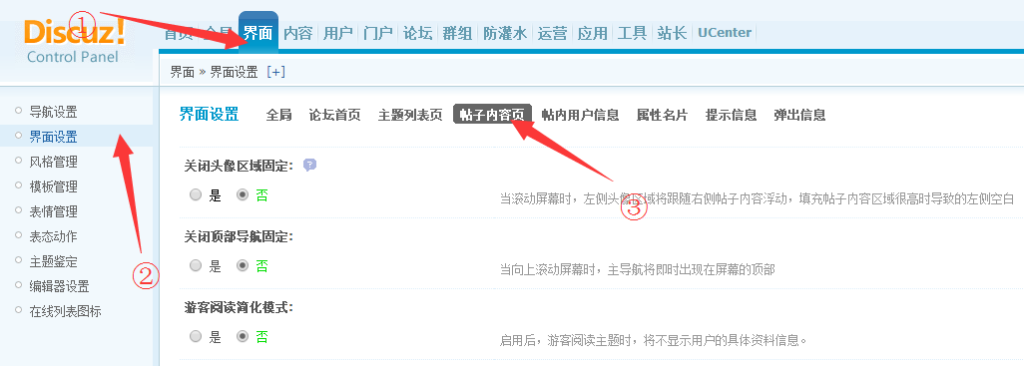 Discuz!
Control Panel
①
首页 全局 界面 内容 用户 门户 论坛 群组 防灌水 运营 应用 工具 站长 UCenter
界面 » 界面设置 [+]
导航设置
界面设置
风格管理
模板管理
表情管理
表态动作
主题鉴定
编辑器设置
在线列表图标
②
界面设置 全局 论坛首页 主题列表页 帖子内容页 帖内用户信息 属性名片 提示信息 弹出信息
关闭头像区域固定: ?
是 否
当滚动屏幕时，左侧头像区域将跟随右侧帖子内容浮动，填充帖子内容区域很高时导致的左侧空白
③
关闭顶部导航固定:
是 否
当向上滚动屏幕时，主导航将即时出现在屏幕的顶部
游客阅读简化模式:
是 否
启用后，游客阅读主题时，将不显示用户的具体资料信息。